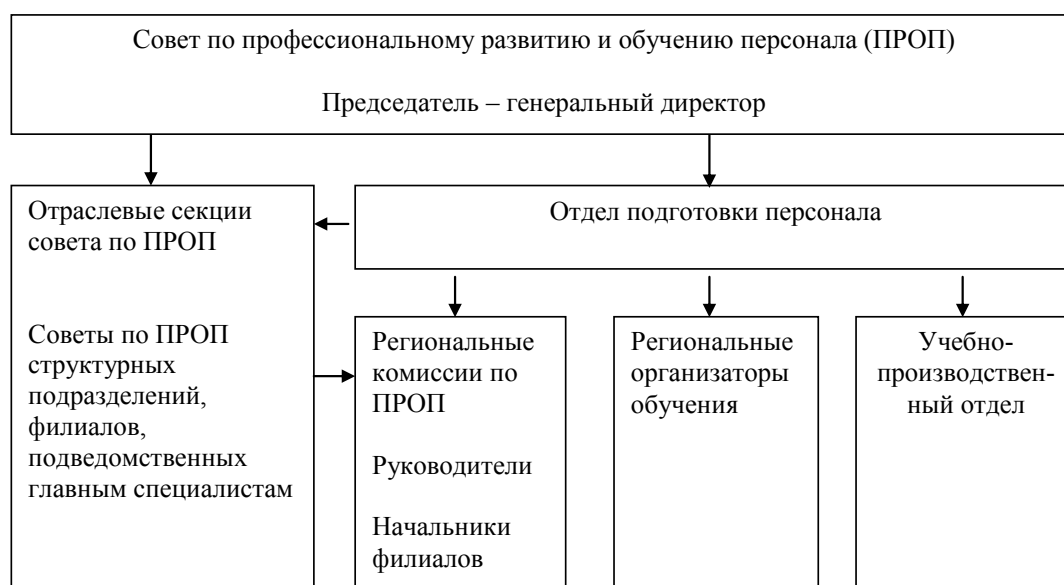 Совет по профессиональному развитию и обучению персонала (ПРОП)
Председатель – генеральный директор
Отраслевые секции
совета по ПРОП
Советы по ПРОП
структурных
подразделений,
филиалов,
подведомственных
главным специалистам
Отдел подготовки персонала
Региональные
комиссии по
ПРОП
Руководители
Начальники
филиалов
Региональные
организаторы
обучения
Учебно-
производствен-
ный отдел